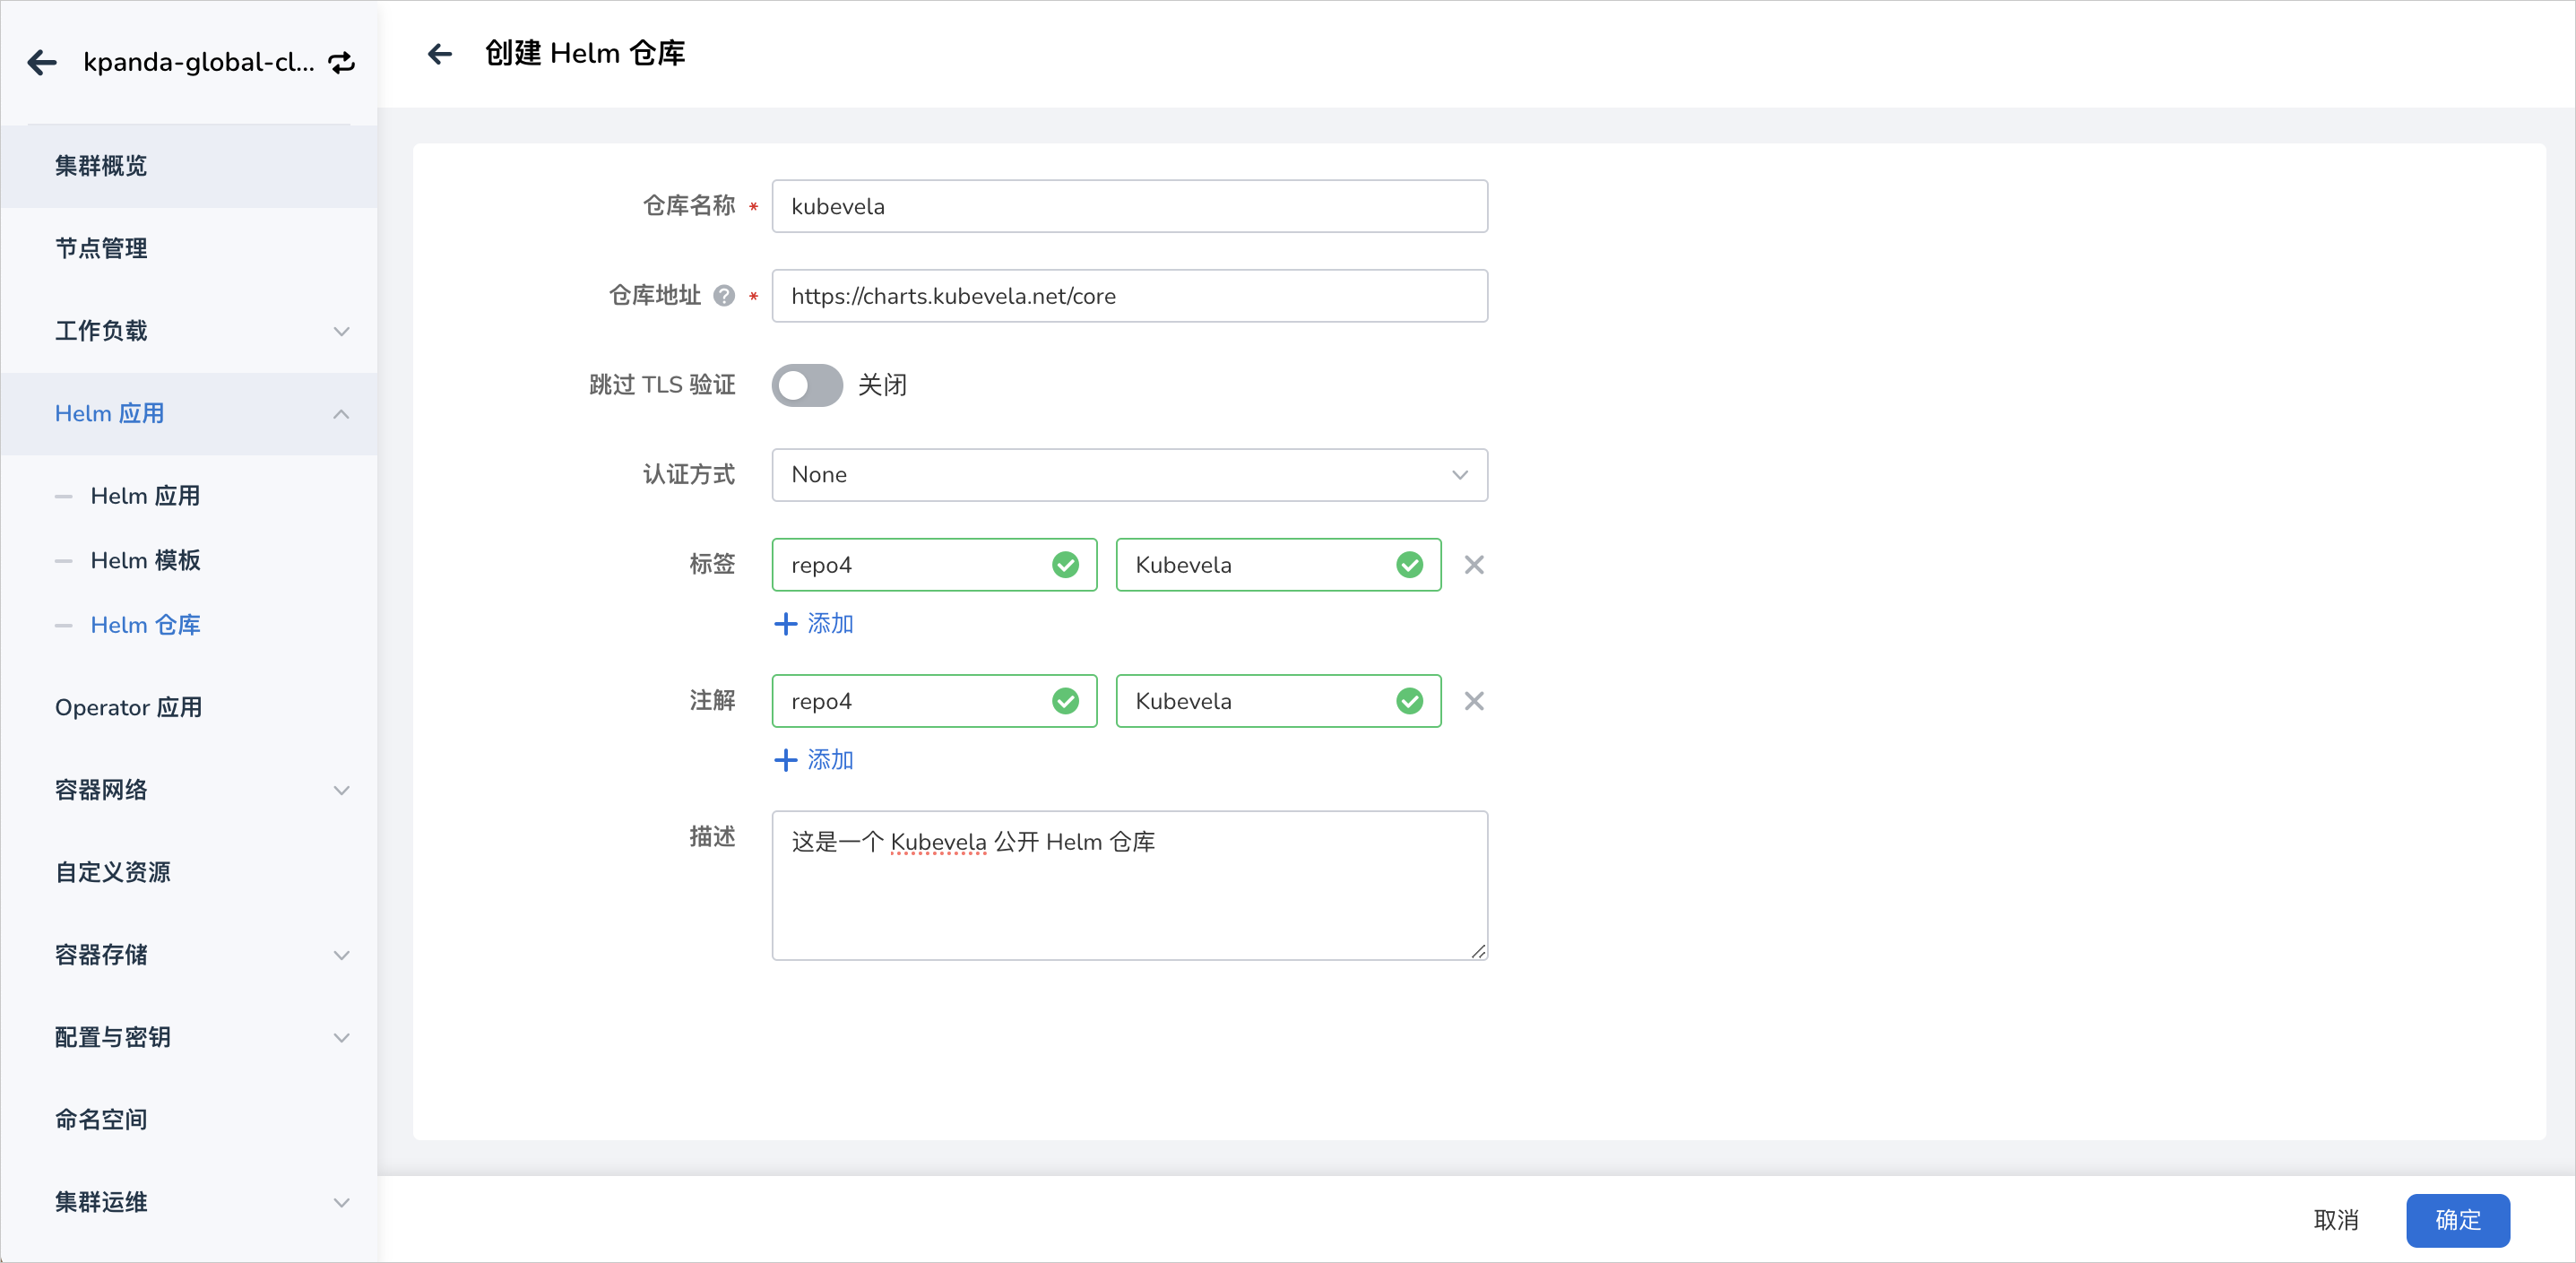 kpanda-global-cl...
集群概览
节点管理
工作负载
Helm 应用
Helm 应用
Helm 模板
Helm 仓库
Operator 应用
容器网络
自定义资源
容器存储
配置与密钥
命名空间
集群运维
创建 Helm 仓库
仓库名称 * kubevela
仓库地址 ? * https://charts.kubevela.net/core
跳过 TLS 验证 关闭
认证方式 None
标签 repo4 Kubevela
+ 添加
注解 repo4 Kubevela
+ 添加
描述 这是一个 Kubevela 公开 Helm 仓库
取消 确定